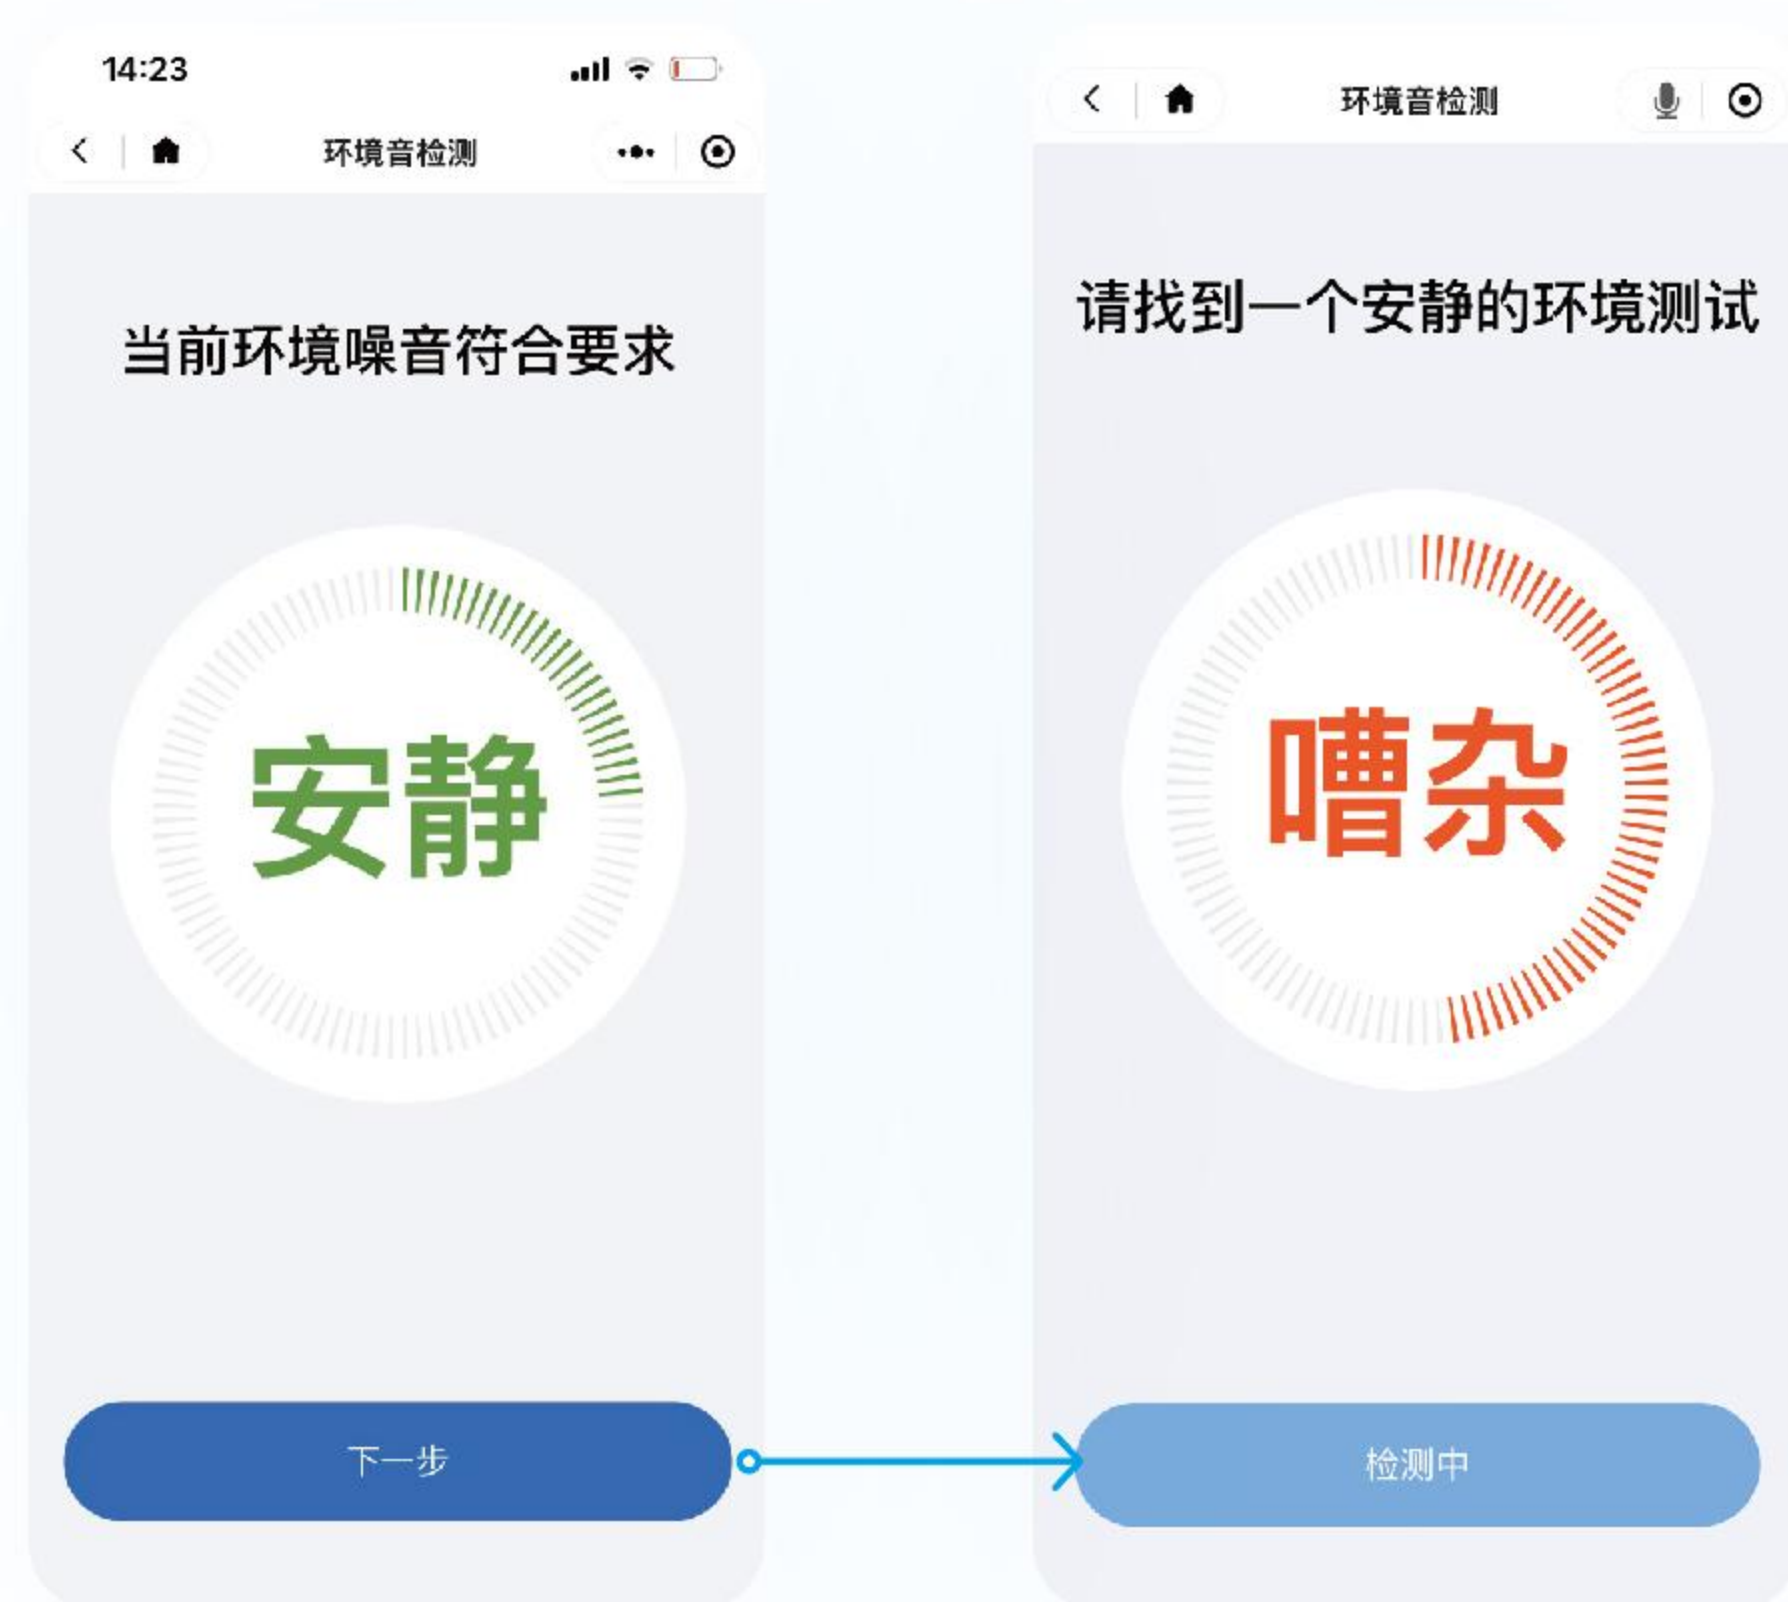 14:23
环境音检测
当前环境噪音符合要求
安静
下一步
环境音检测
请找到一个安静的环境测试
嘈杂
检测中